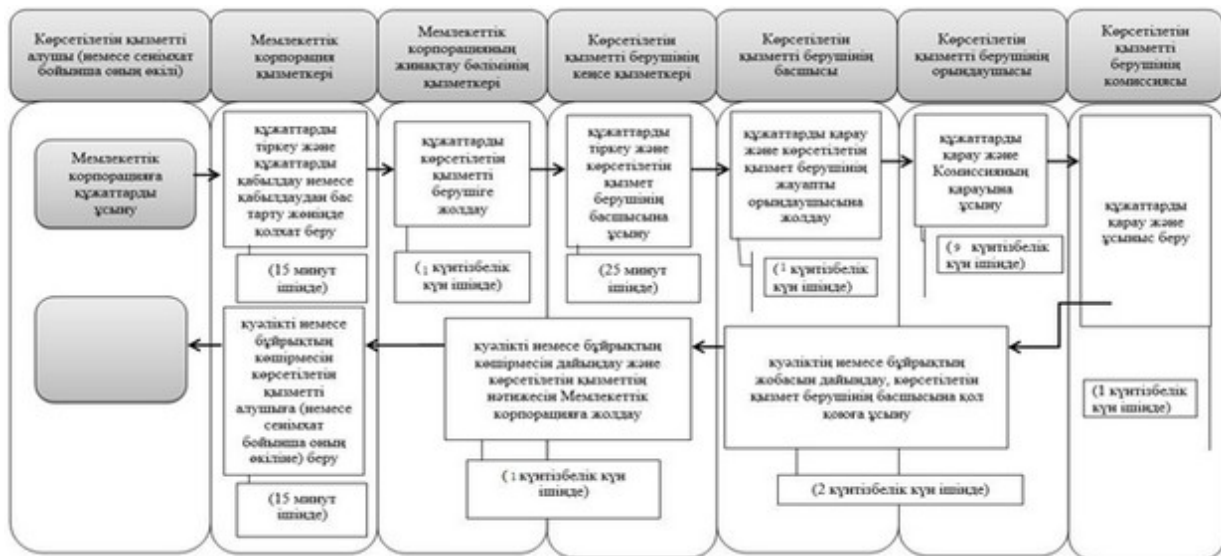 Көрсетілетін қызметті
алушы (немесе сенімхат
бойынша оның өкілі)
Мемлекеттік
корпорация
қызметкері
Мемлекеттік
корпорацияның
жинақтау бөлімінің
қызметкері
Көрсетілетін
қызметті берушінің
кеңсе қызметкері
Көрсетілетін
қызметті берушінің
басшысы
Көрсетілетін
қызметті берушінің
орындаушысы
Көрсетілетін
қызметті
берушінің
комиссиясы
Мемлекеттік
корпорацияға
құжаттарды
ұсыну
құжаттарды
тіркеу және
құжаттарды
қабылдау немесе
қабылдаудан бас
тарту жөнінде
қолхат беру
(15 минут
ішінде)
құжаттарды
көрсетілетін
қызметті
берушіге
жолдау
(1 күнтізбелік
күн ішінде)
құжаттарды
тіркеу және
көрсетілетін
қызмет
берушінің
басшысына
ұсыну
(25 минут
ішінде)
құжаттарды қарау
және көрсетілетін
қызмет берушінің
жауапты
орындаушысына
жолдау
(1 күнтізбелік
күн ішінде)
құжаттарды
қарау және
Комиссияның
қарауына
ұсыну
(9 күнтізбелік
күн ішінде)
құжаттарды
қарау және
ұсыныс беру
(1 күнтізбелік
күн ішінде)
куәліктің немесе бұйрықтың
жобасын дайындау, көрсетілетін
қызмет берушінің басшысына қол
қоюға ұсыну
(2 күнтізбелік күн ішінде)
куәлікті немесе бұйрықтың
көшірмесін дайындау және
көрсетілетін қызметтің
нәтижесін Мемлекеттік
корпорацияға жолдау
(1 күнтізбелік күн
ішінде)
куәлікті немесе
бұйрықтың
көшірмесін
көрсетілетін
қызметті
алушыға (немесе
сенімхат
бойынша оның
өкіліне) беру
(15 минут
ішінде)